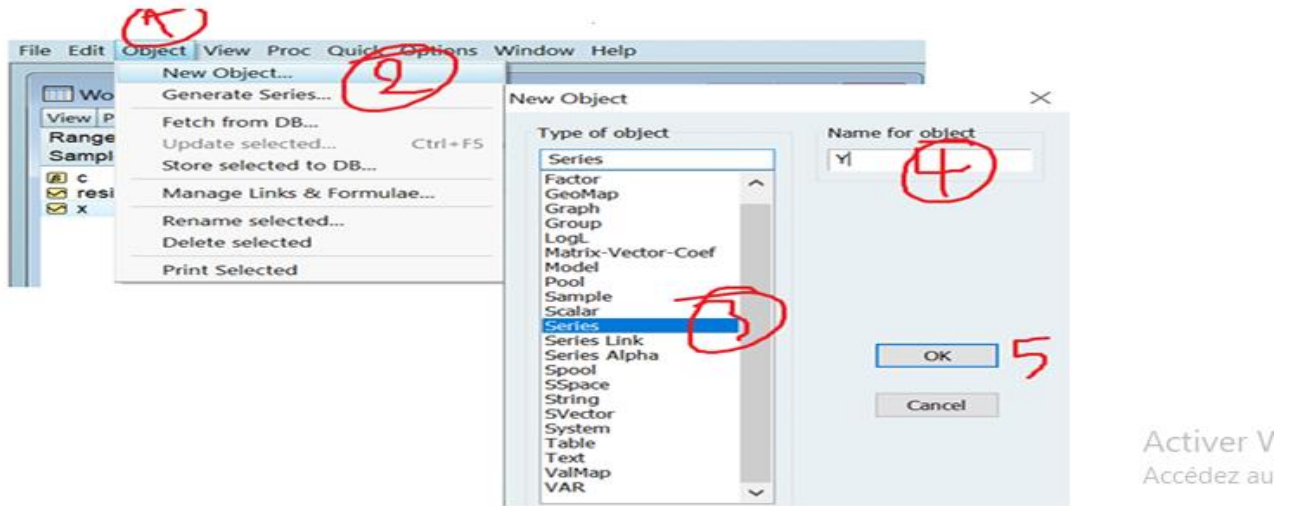 1
File Edit Object View Proc Quick Options Window Help
2
New Object...
Generate Series...
Fetch from DB...
Update selected... Ctrl+F5
Store selected to DB...
Manage Links & Formulae...
Rename selected...
Delete selected
Print Selected
Wo
View P
Range
Sampl
c
resi
x
New Object
Type of object
Series
Factor
GeoMap
Graph
Group
LogL
Matrix-Vector-Coef
Model
Pool
Sample
Scalar
Series
Series Link
Series Alpha
Spool
SSpace
String
SVector
System
Table
Text
ValMap
VAR
3
Name for object
Y
4
OK
5
Cancel
Activer V
Accédez au